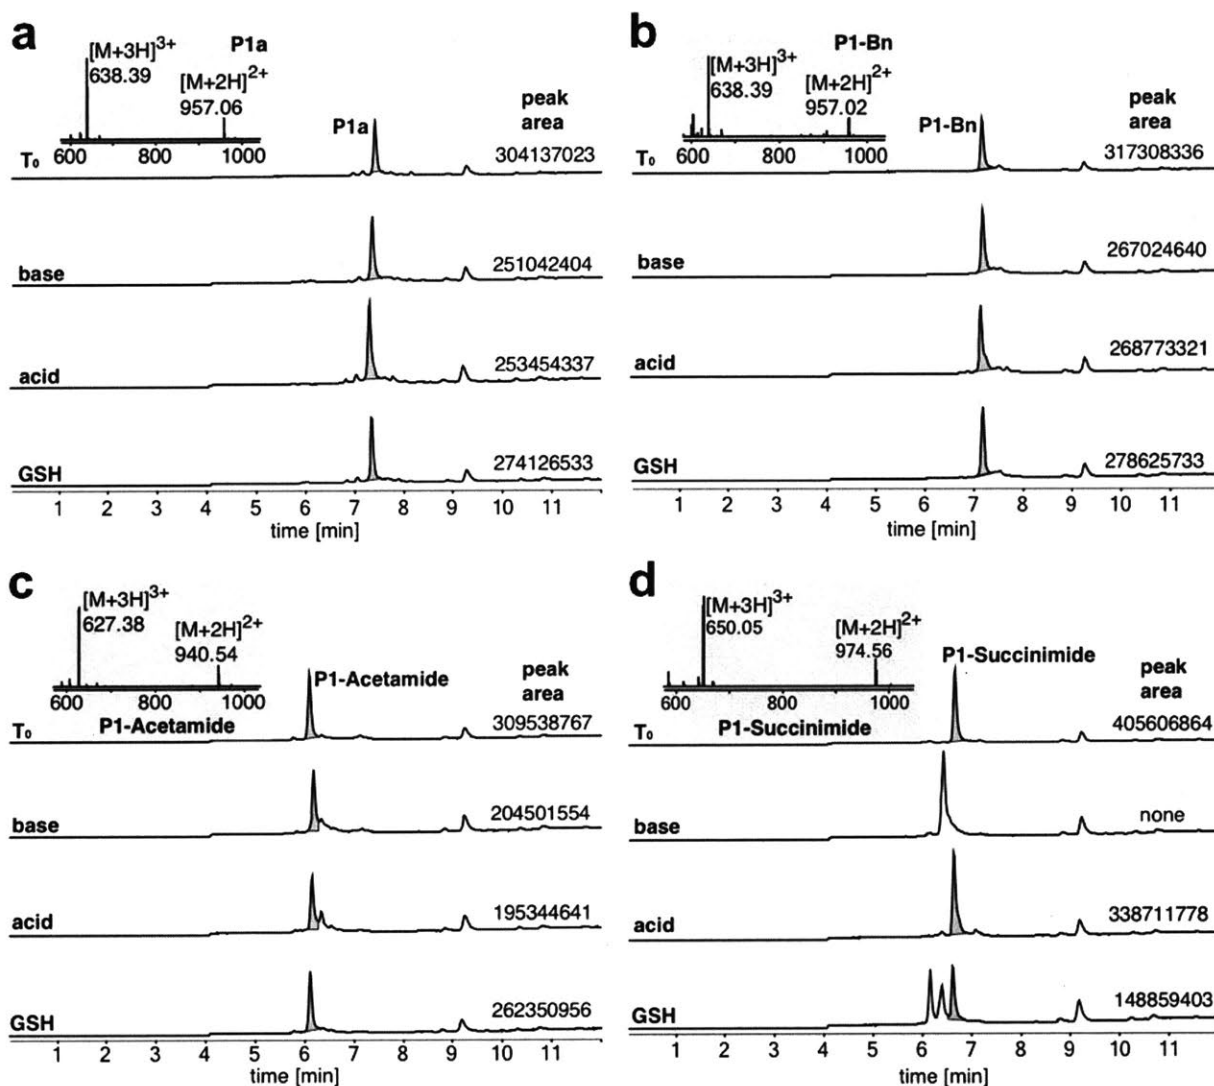 a
P1a
[M+3H]3+
638.39
[M+2H]2+
957.06
600 800 1000
P1a
peak
area
T0
304137023
base
251042404
acid
253454337
GSH
274126533
1 2 3 4 5 6 7 8 9 10 11
time [min]
b
P1-Bn
[M+3H]3+
638.39
[M+2H]2+
957.02
600 800 1000
P1-Bn
peak
area
T0
317308336
base
267024640
acid
268773321
GSH
278625733
1 2 3 4 5 6 7 8 9 10 11
time [min]
c
[M+3H]3+
627.38
[M+2H]2+
940.54
600 800 1000
P1-Acetamide
P1-Acetamide
peak
area
T0
309538767
base
204501554
acid
195344641
GSH
262350956
1 2 3 4 5 6 7 8 9 10 11
time [min]
d
[M+3H]3+
650.05
[M+2H]2+
974.56
600 800 1000
P1-Succinimide
P1-Succinimide
peak
area
T0
405606864
base
none
acid
338711778
GSH
148859403
1 2 3 4 5 6 7 8 9 10 11
time [min]